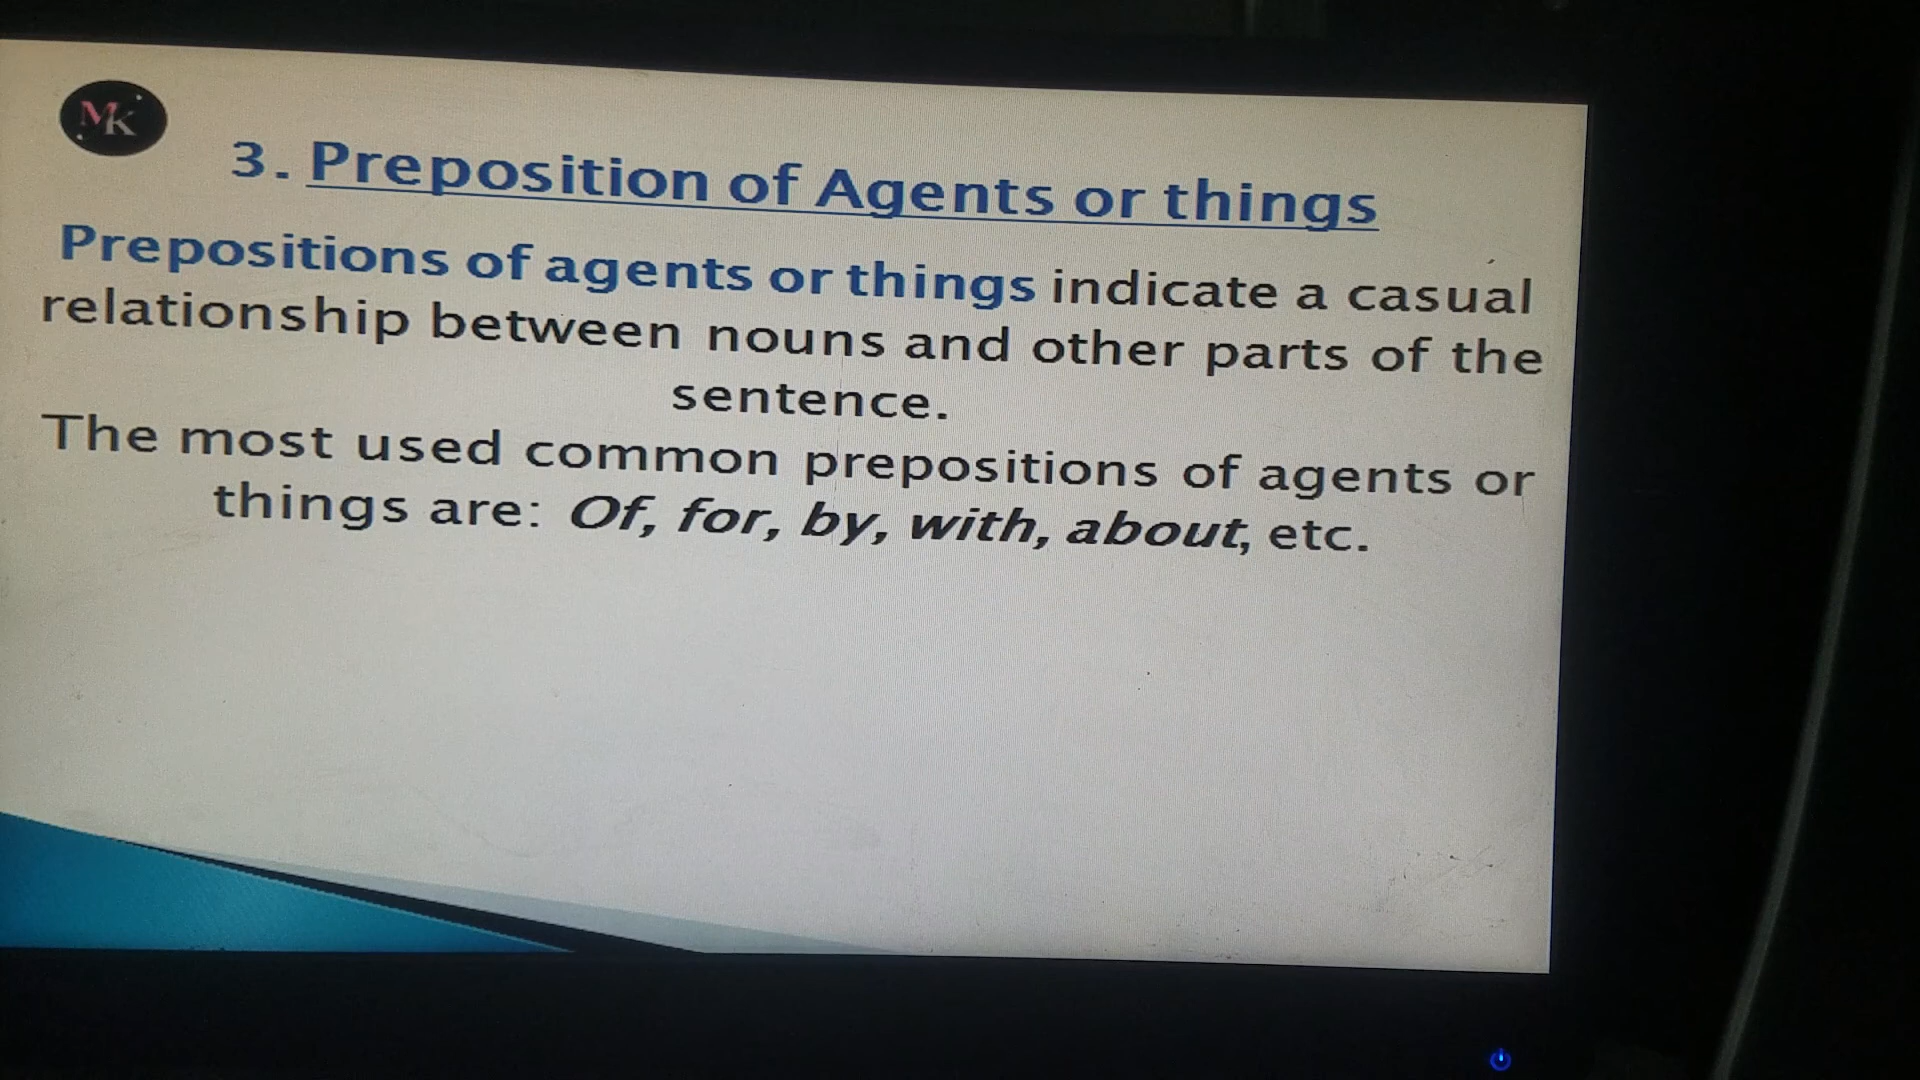 MK
3. Preposition of Agents or things
Prepositions of agents or things indicate a casual
relationship between nouns and other parts of the
sentence.
The most used common prepositions of agents or
things are: Of, for, by, with, about, etc.